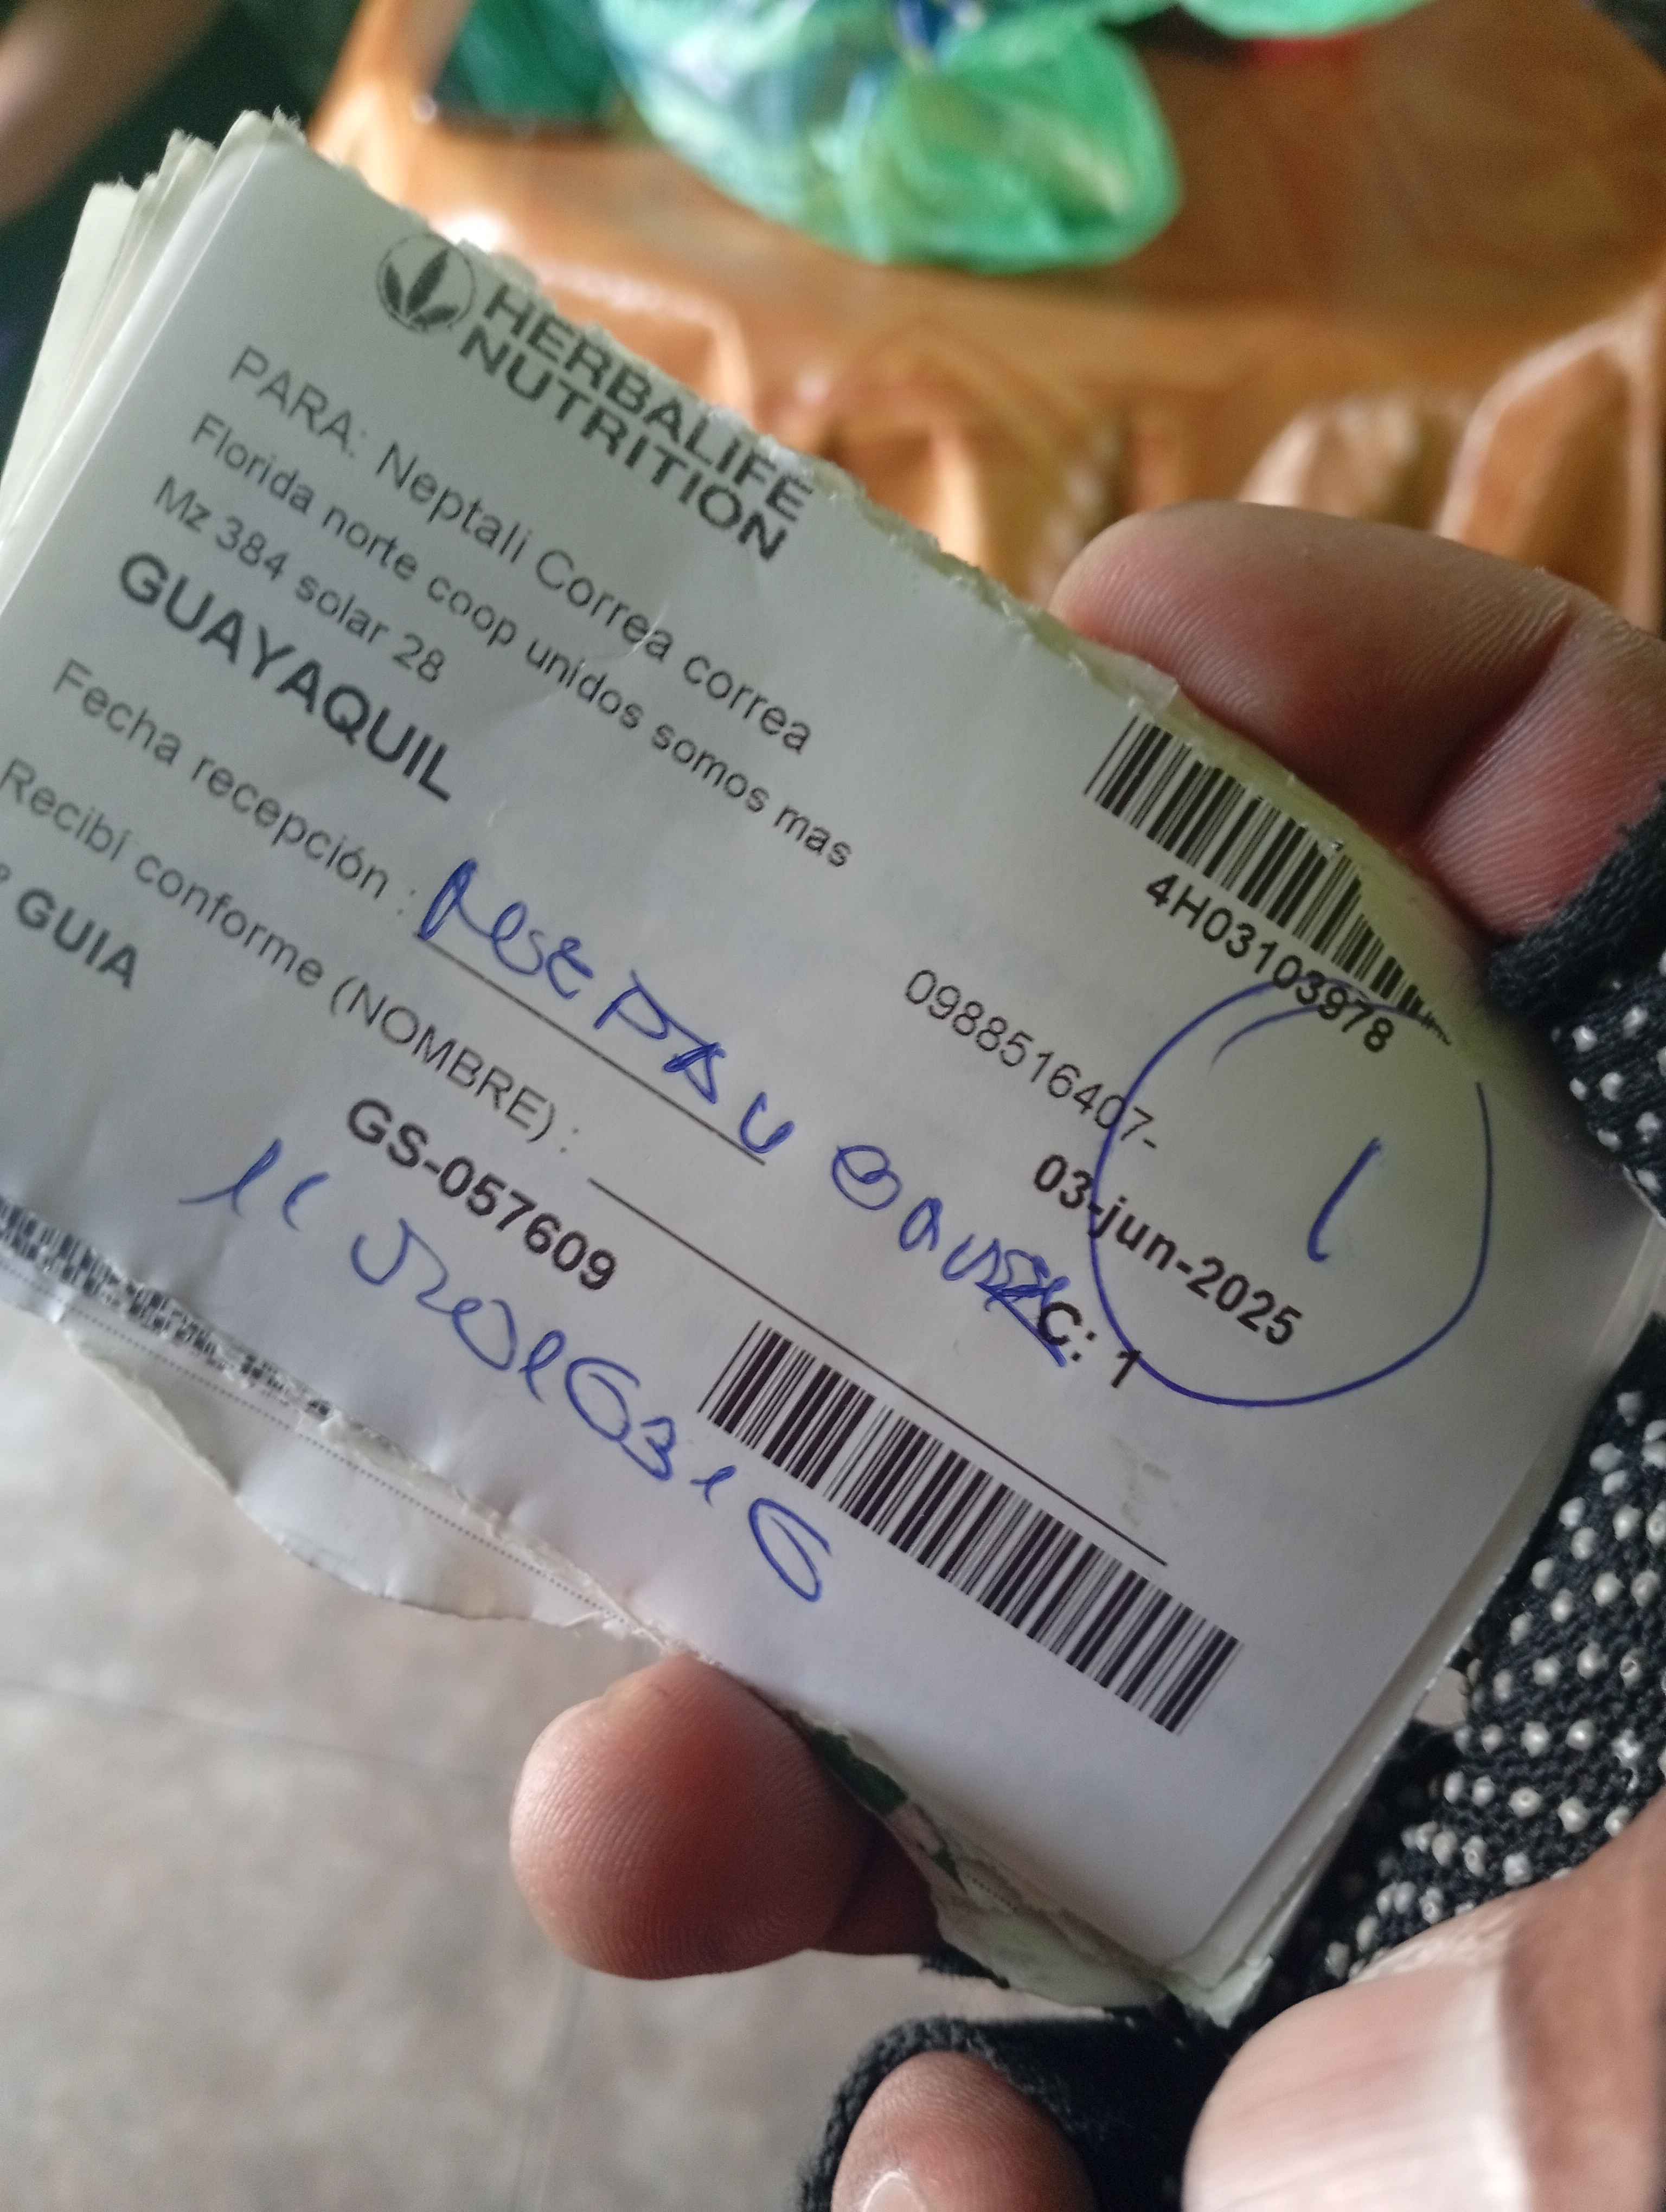 HERBALIFE
NUTRITION
4H03103978
PARA: Neptali Correa correa
Florida norte coop unidos somos mas
Mz 384 solar 28
0988516407-
GUAYAQUIL
03-jun-2025
1
Fecha recepción :
C: 1
Recibí conforme (NOMBRE) :
GUIA
GS-057609